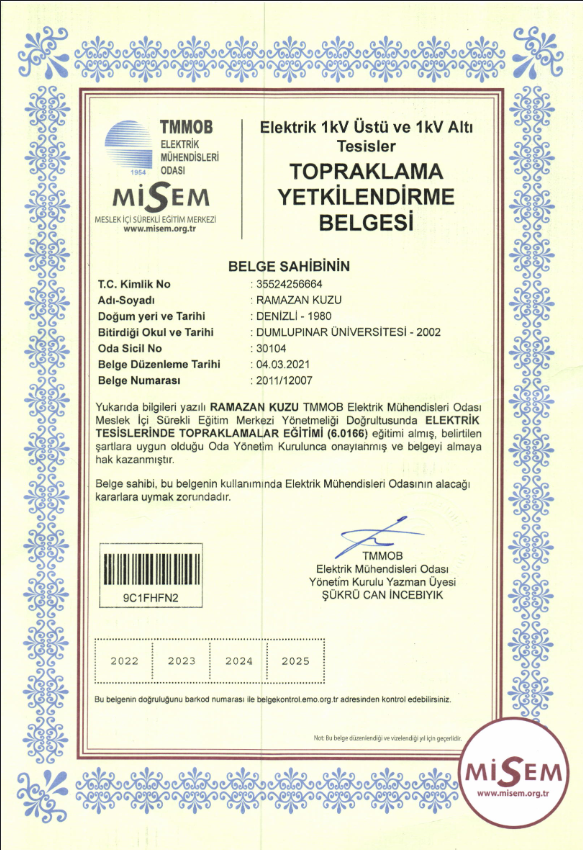 TMMOB
ELEKTRİK
MÜHENDİSLERİ
ODASI
1954
MİSEM
MESLEK İÇİ SÜREKLİ EĞİTİM MERKEZİ
www.misem.org.tr
Elektrik 1kV Üstü ve 1kV Altı
Tesisler
TOPRAKLAMA
YETKİLENDİRME
BELGESİ
BELGE SAHİBİNİN
T.C. Kimlik No : 35524256664
Adı-Soyadı : RAMAZAN KUZU
Doğum yeri ve Tarihi : DENİZLİ - 1980
Bitirdiği Okul ve Tarihi : DUMLUPINAR ÜNİVERSİTESİ - 2002
Oda Sicil No : 30104
Belge Düzenleme Tarihi : 04.03.2021
Belge Numarası : 2011/12007
Yukarıda bilgileri yazılı RAMAZAN KUZU TMMOB Elektrik Mühendisleri Odası
Meslek İçi Sürekli Eğitim Merkezi Yönetmeliği Doğrultusunda ELEKTRİK
TESİSLERİNDE TOPRAKLAMALAR EĞİTİMİ (6.0166) eğitimi almış, belirtilen
şartlara uygun olduğu Oda Yönetim Kurulunca onaylanmış ve belgeyi almaya
hak kazanmıştır.
Belge sahibi, bu belgenin kullanımında Elektrik Mühendisleri Odasının alacağı
kararlara uymak zorundadır.
TMMOB
Elektrik Mühendisleri Odası
Yönetim Kurulu Yazman Üyesi
ŞÜKRÜ CAN İNCEBIYIK
9C1FHFN2
2022 2023 2024 2025
Bu belgenin doğruluğunu barkod numarası ile belgekontrol.emo.org.tr adresinden kontrol edebilirsiniz.
Not: Bu belge düzenlendiği ve vizelendiği yıl için geçerlidir.
MİSEM
www.misem.org.tr